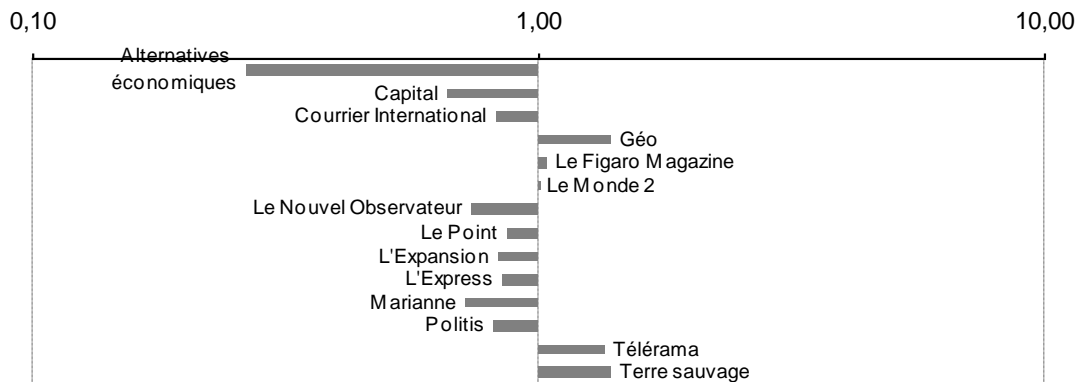 0,10 1,00 10,00
Alternatives
économiques
Capital
Courrier International
Géo
Le Figaro Magazine
Le Monde 2
Le Nouvel Observateur
Le Point
L'Expansion
L'Express
Marianne
Politis
Télérama
Terre sauvage